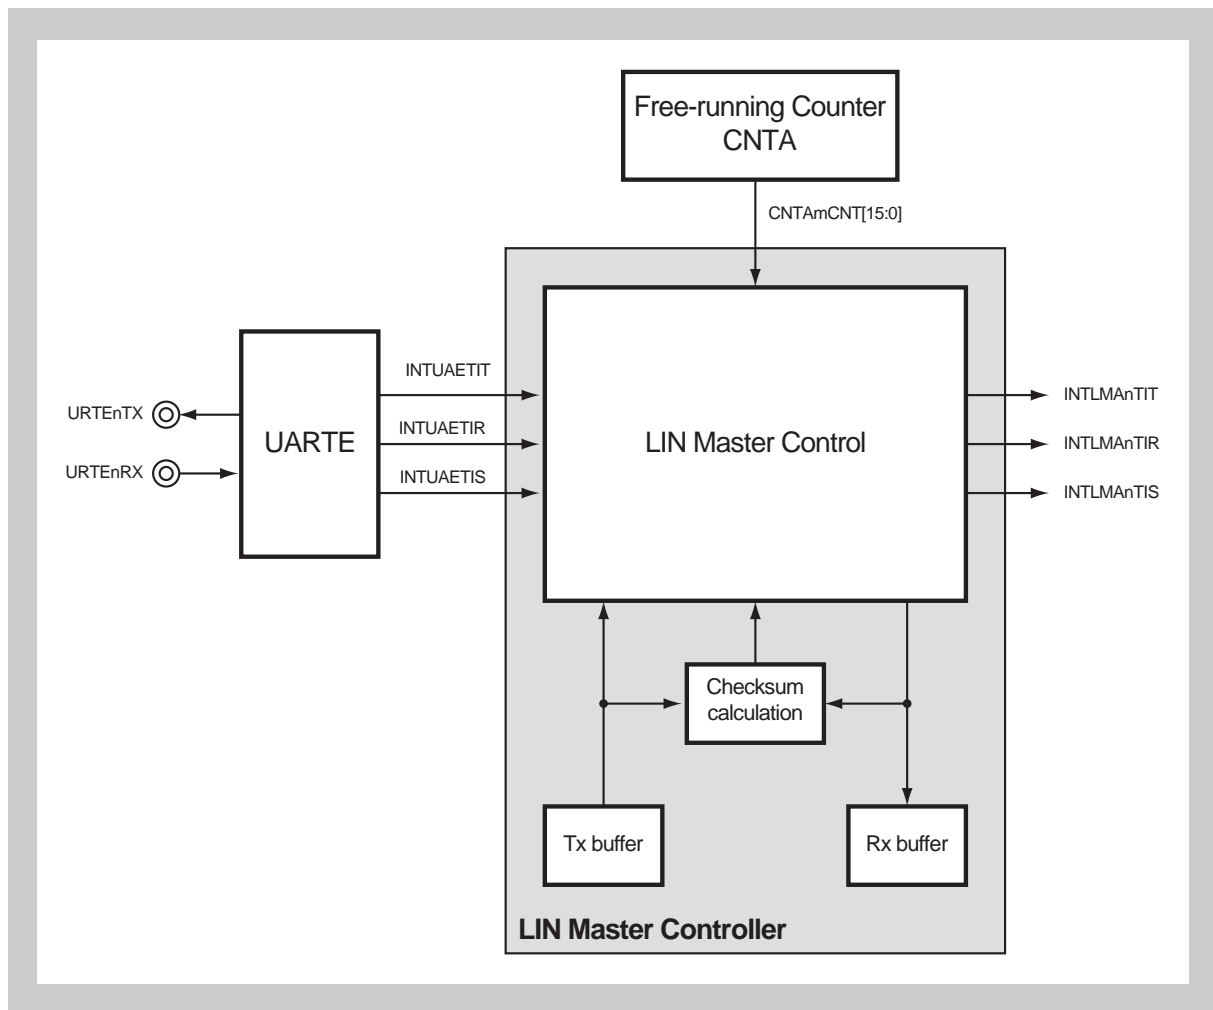 Free-running Counter
CNTA
CNTAmCNT[15:0]
INTUAETIT
INTLMAnTIT
URTEnTX
INTUAETIR
UARTE
LIN Master Control
INTLMAnTIR
URTEnRX
INTUAETIS
INTLMAnTIS
Checksum
calculation
Tx buffer
Rx buffer
LIN Master Controller